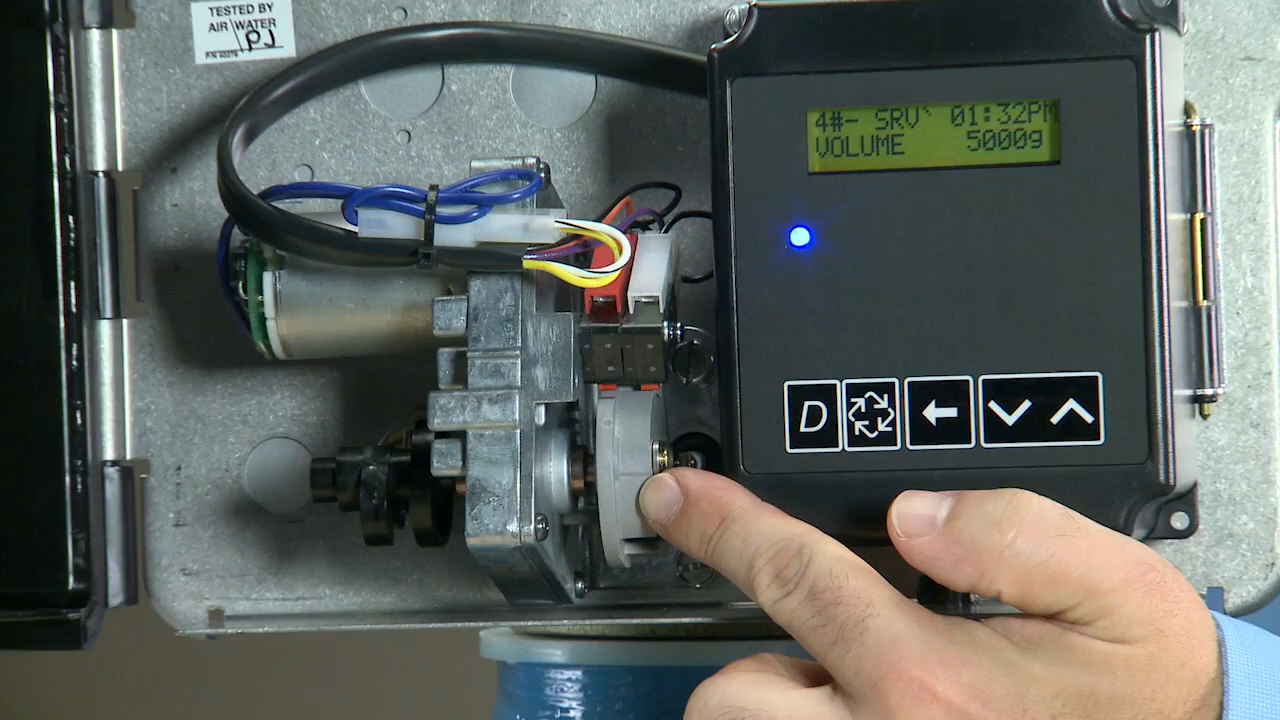 TESTED BY
AIR WATER
PJ
4#- SRV` 01:32PM
VOLUME 5000g
D